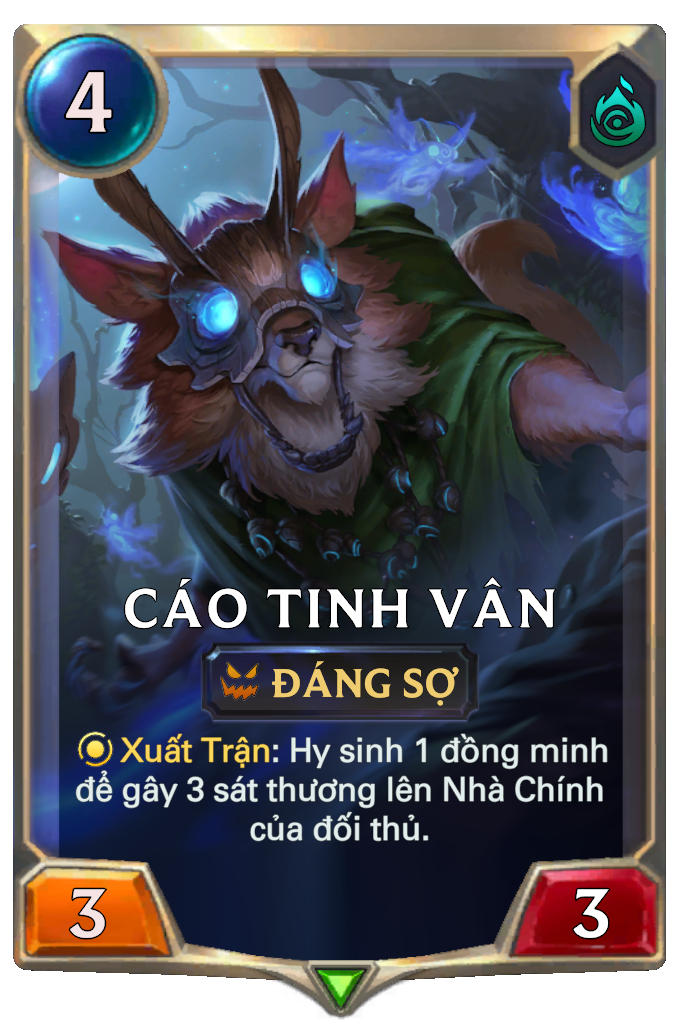 4
CÁO TINH VÂN
ĐÁNG SỢ
Xuất Trận: Hy sinh 1 đồng minh
để gây 3 sát thương lên Nhà Chính
của đối thủ.
3
3